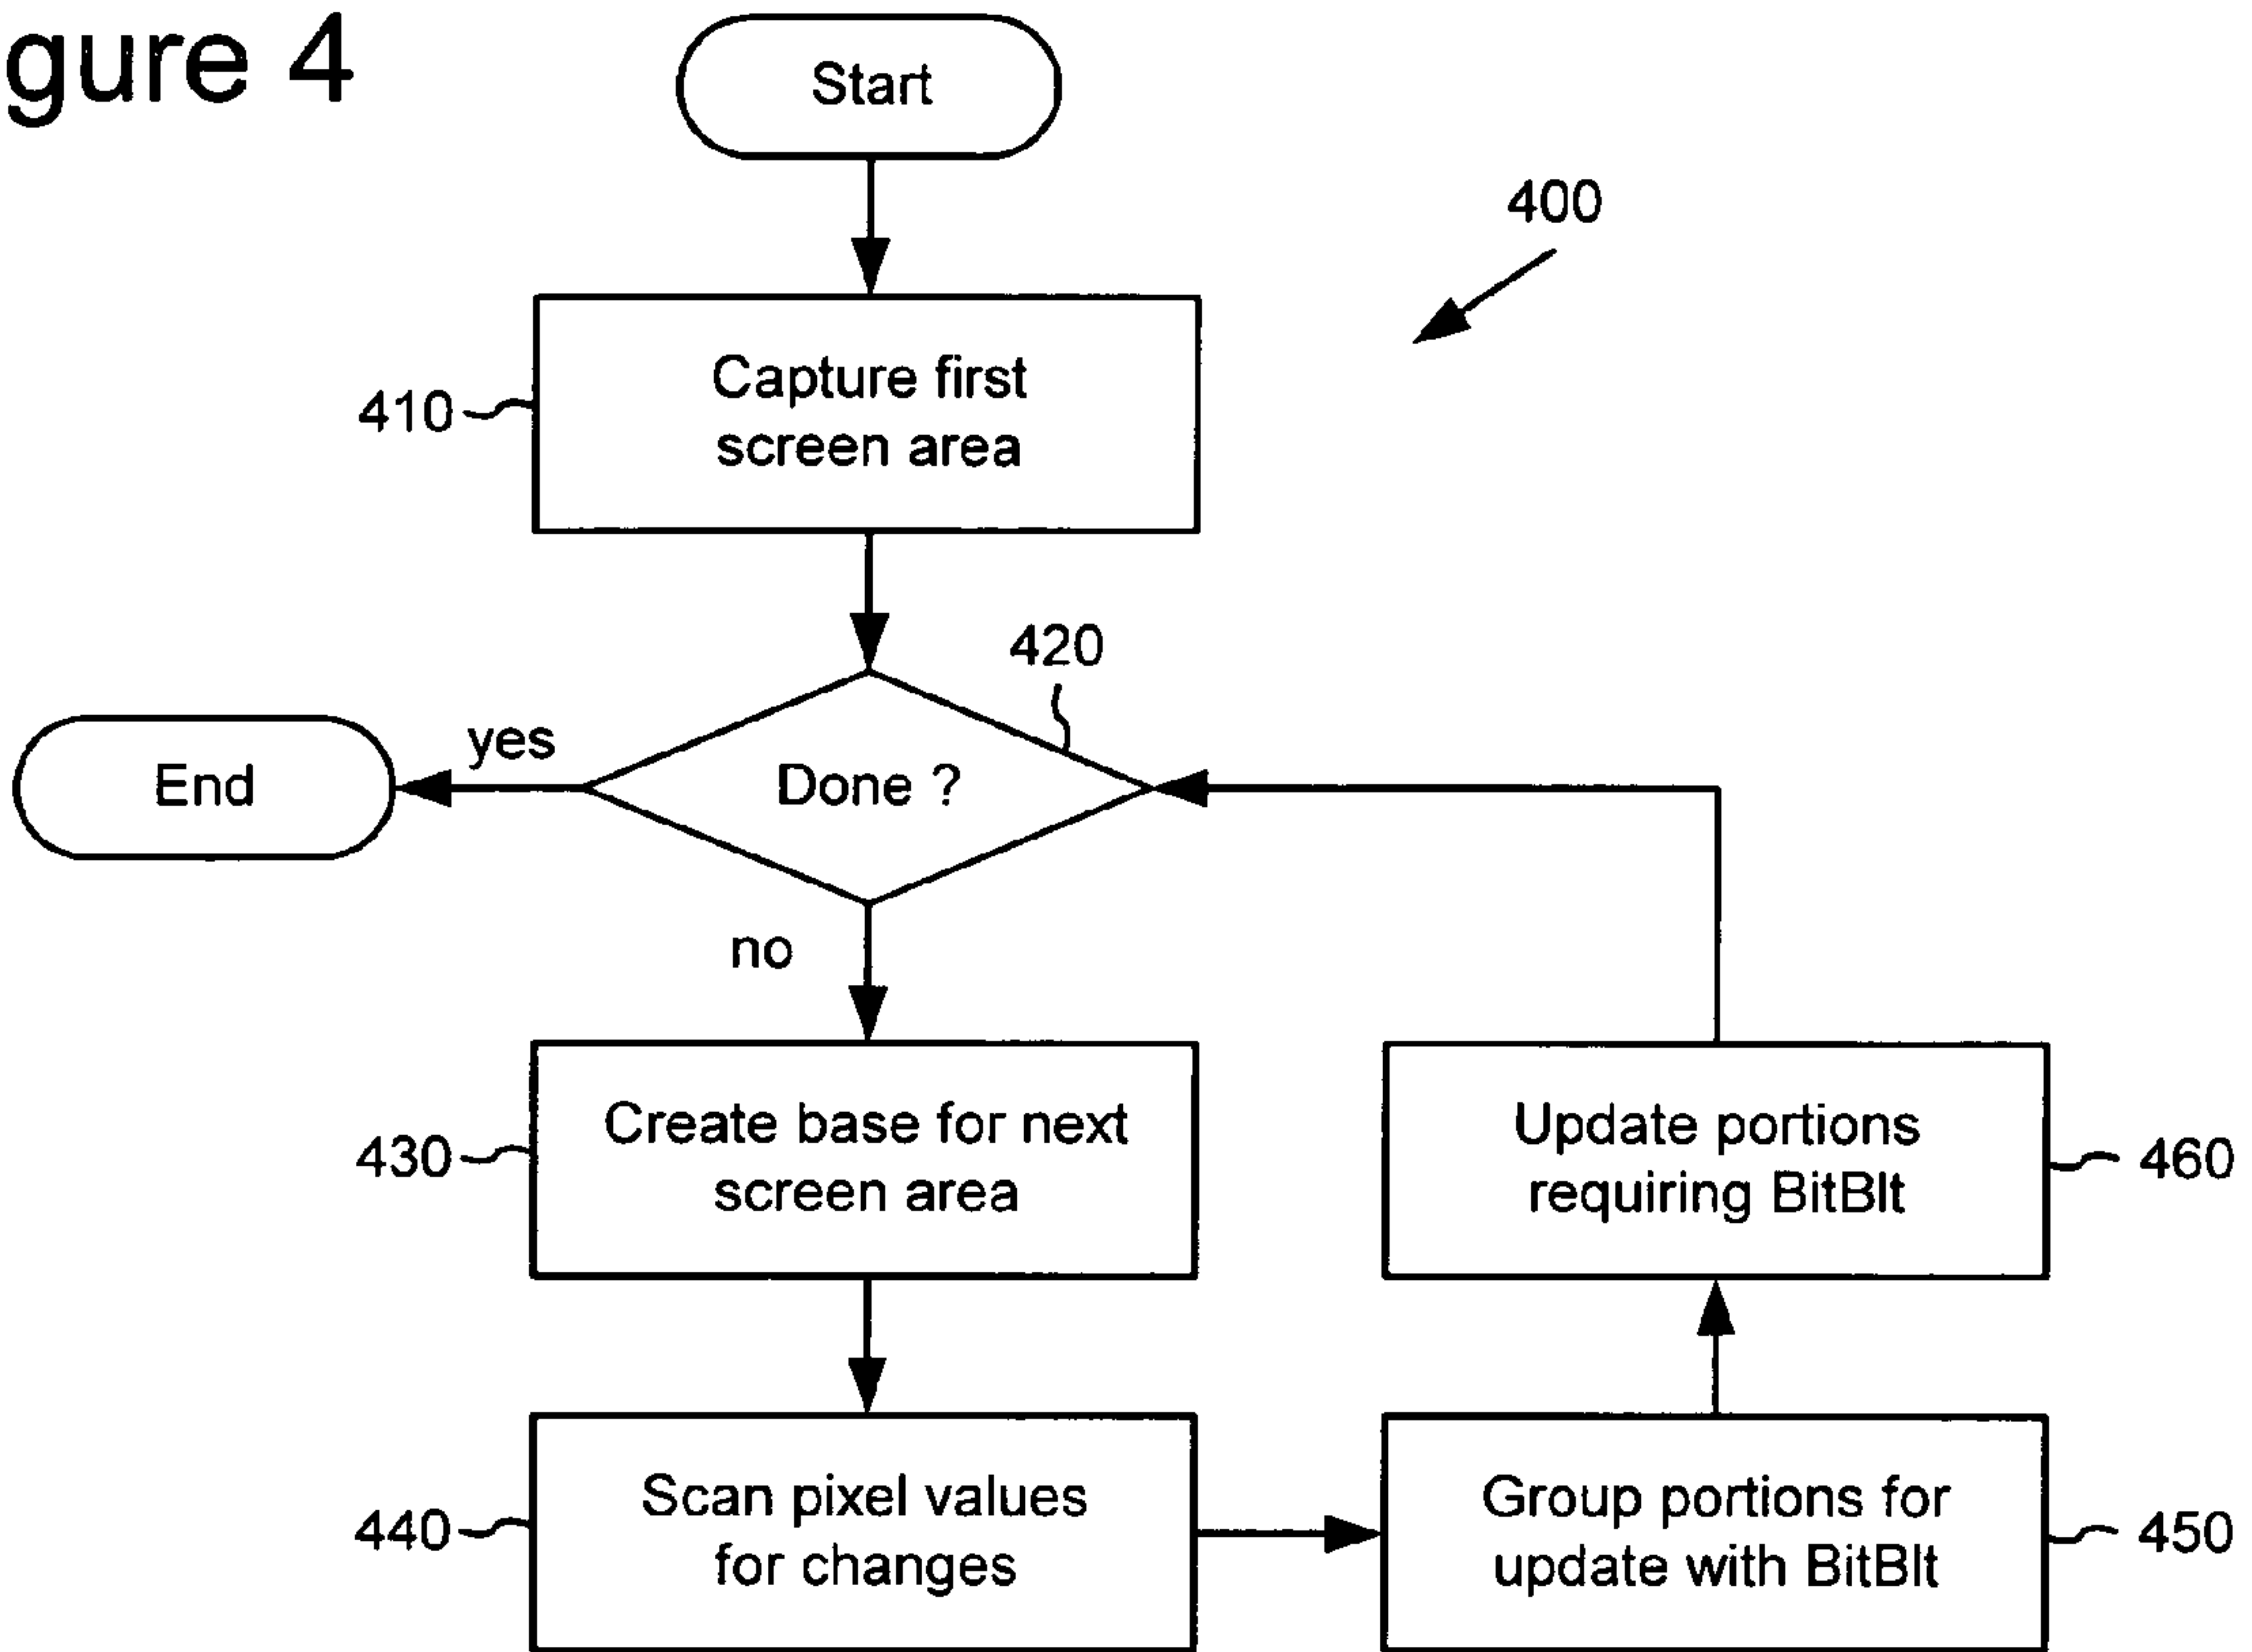 gure 4
Start
400
410
Capture first
screen area
420
yes
End
Done ?
no
430
Create base for next
screen area
Update portions
requiring BitBlt
460
440
Scan pixel values
for changes
Group portions for
update with BitBlt
450